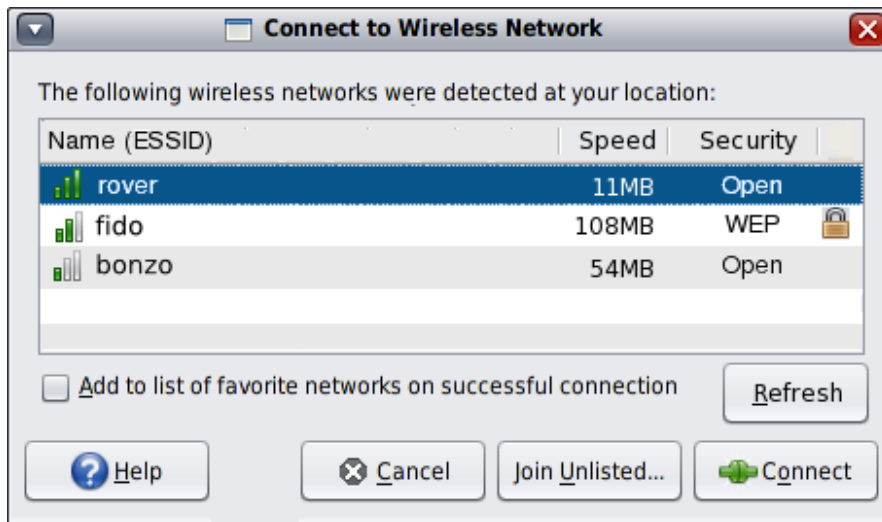 Connect to Wireless Network
The following wireless networks were detected at your location:
Name (ESSID) Speed Security
rover 11MB Open
fido 108MB WEP
bonzo 54MB Open
Add to list of favorite networks on successful connection
Refresh
Help Cancel Join Unlisted... Connect